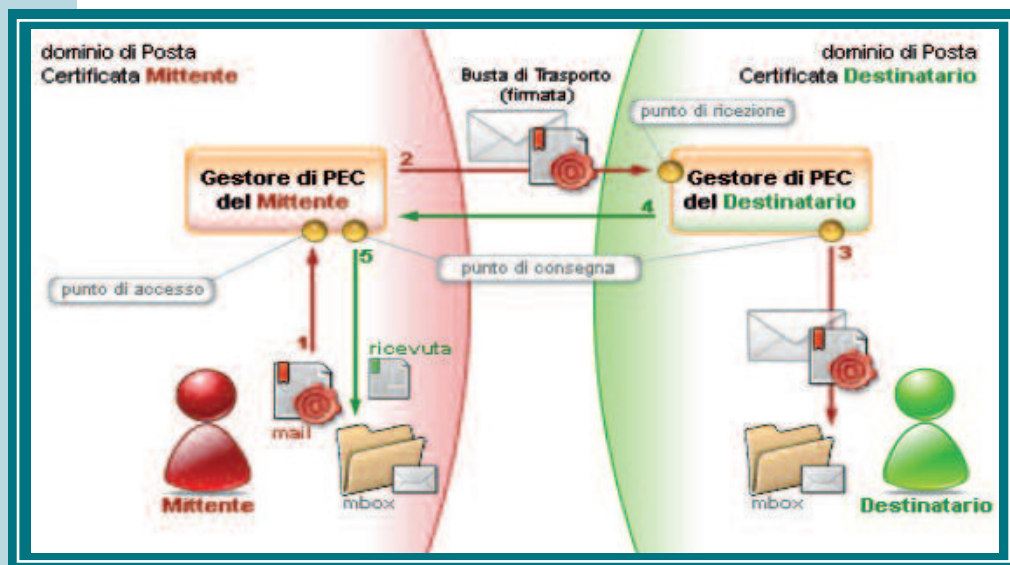 dominio di Posta
Certificata Mittente
dominio di Posta
Certificata Destinatario
Busta di Trasporto
(firmata)
punto di ricezione
2
Gestore di PEC
del Mittente
Gestore di PEC
del Destinatario
4
5
3
punto di consegna
punto di accesso
1
ricevuta
mail
mbox
mbox
Mittente
Destinatario